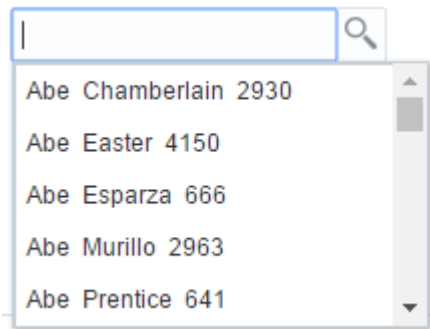 Abe Chamberlain 2930
Abe Easter 4150
Abe Esparza 666
Abe Murillo 2963
Abe Prentice 641